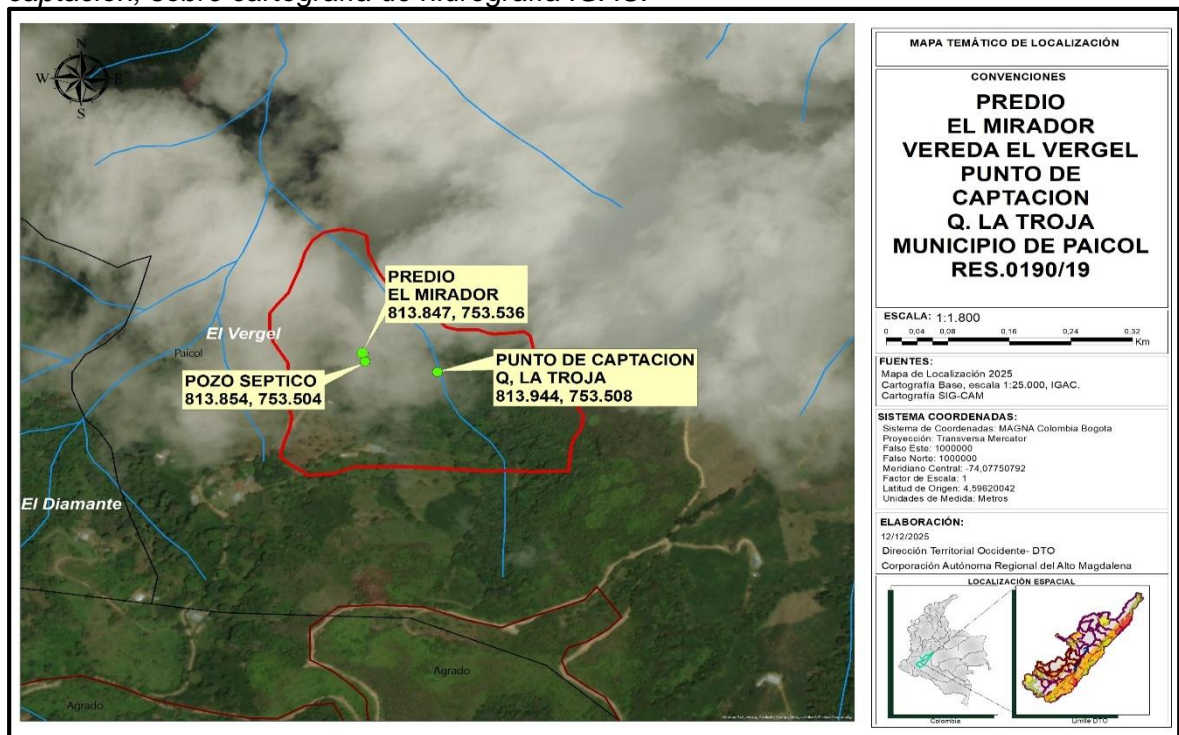 captación, sobre cartografía de hidrografía IGAC.
N
W
E
S
PREDIO
EL MIRADOR
813.847, 753.536
El Vergel
Paicol
PUNTO DE CAPTACION
Q, LA TROJA
813.944, 753.508
POZO SEPTICO
813.854, 753.504
El Diamante
Agrado
Agrado
MAPA TEMÁTICO DE LOCALIZACIÓN
CONVENCIONES
PREDIO
EL MIRADOR
VEREDA EL VERGEL
PUNTO DE
CAPTACION
Q. LA TROJA
MUNICIPIO DE PAICOL
RES.0190/19
ESCALA: 1:1.800
0 0,04 0,08 0,16 0,24 0,32
Km
FUENTES:
Mapa de Localización 2025
Cartografía Base, escala 1:25.000, IGAC.
Cartografía SIG-CAM
SISTEMA COORDENADAS:
Sistema de Coordenadas: MAGNA Colombia Bogota
Proyección: Transversa Mercator
Falso Este: 1000000
Falso Norte: 1000000
Meridiano Central: -74,07750792
Factor de Escala: 1
Latitud de Origen: 4,59620042
Unidades de Medida: Metros
ELABORACIÓN:
12/12/2025
Dirección Territorial Occidente- DTO
Corporación Autónoma Regional del Alto Magdalena
LOCALIZACIÓN ESPACIAL
Colombia
Limite DTO